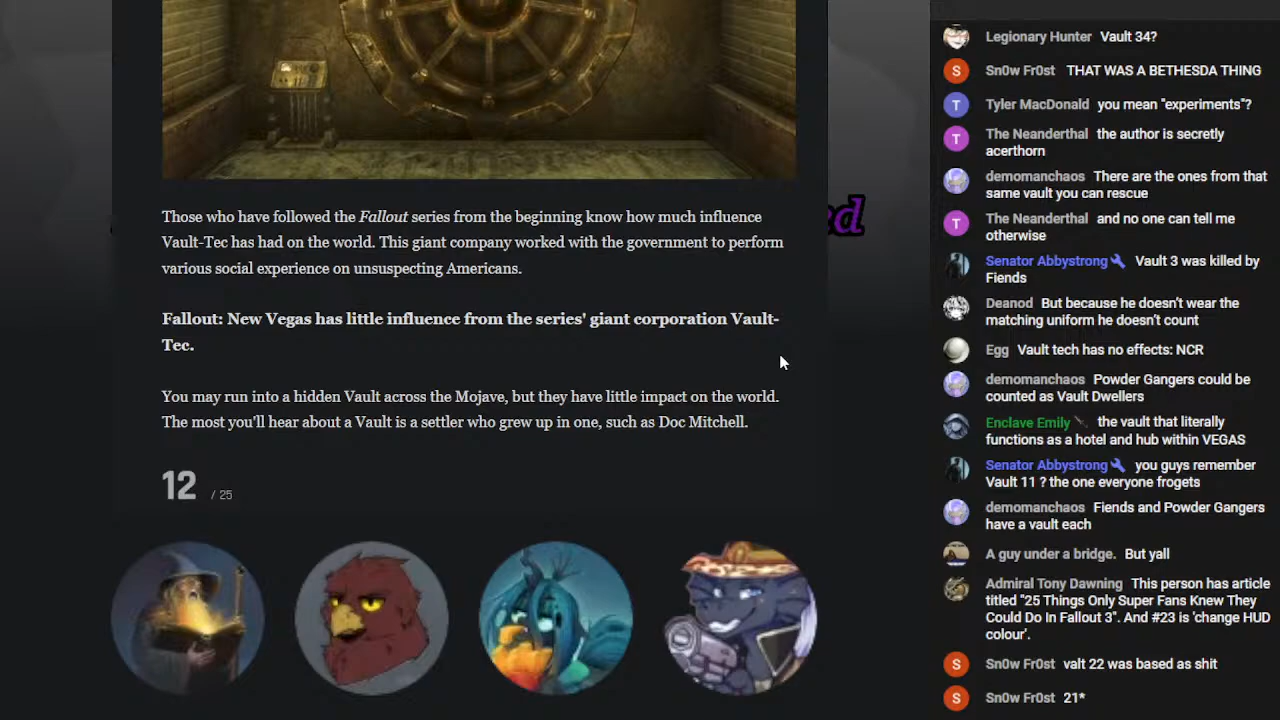 Those who have followed the Fallout series from the beginning know how much influence
Vault-Tec has had on the world. This giant company worked with the government to perform
various social experience on unsuspecting Americans.
Fallout: New Vegas has little influence from the series' giant corporation Vault-
Tec.
You may run into a hidden Vault across the Mojave, but they have little impact on the world.
The most you'll hear about a Vault is a settler who grew up in one, such as Doc Mitchell.
12 / 25
ed
Legionary Hunter Vault 34?
S Sn0w Fr0st THAT WAS A BETHESDA THING
T Tyler MacDonald you mean "experiments"?
T The Neanderthal the author is secretly
acerthorn
demomanchaos There are the ones from that
same vault you can rescue
T The Neanderthal and no one can tell me
otherwise
Senator Abbystrong Vault 3 was killed by
Fiends
Deanod But because he doesn't wear the
matching uniform he doesn't count
Egg Vault tech has no effects: NCR
demomanchaos Powder Gangers could be
counted as Vault Dwellers
Enclave Emily the vault that literally
functions as a hotel and hub within VEGAS
Senator Abbystrong you guys remember
Vault 11 ? the one everyone frogets
demomanchaos Fiends and Powder Gangers
have a vault each
A guy under a bridge. But yall
Admiral Tony Dawning This person has article
titled "25 Things Only Super Fans Knew They
Could Do In Fallout 3". And #23 is 'change HUD
colour'.
S Sn0w Fr0st valt 22 was based as shit
S Sn0w Fr0st 21*